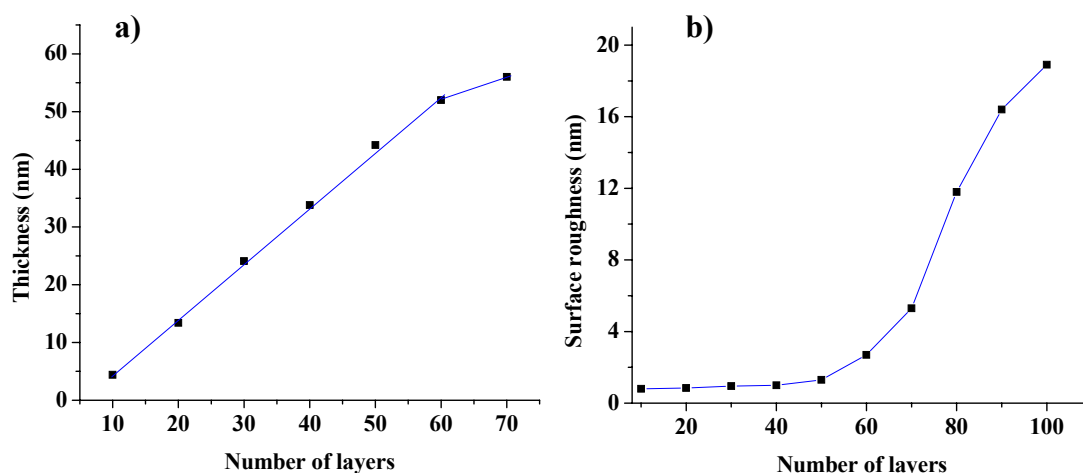 a)
60
50
40
30
20
10
0
Thickness (nm)
10 20 30 40 50 60 70
Number of layers
b)
20
16
12
8
4
0
Surface roughness (nm)
20 40 60 80 100
Number of layers